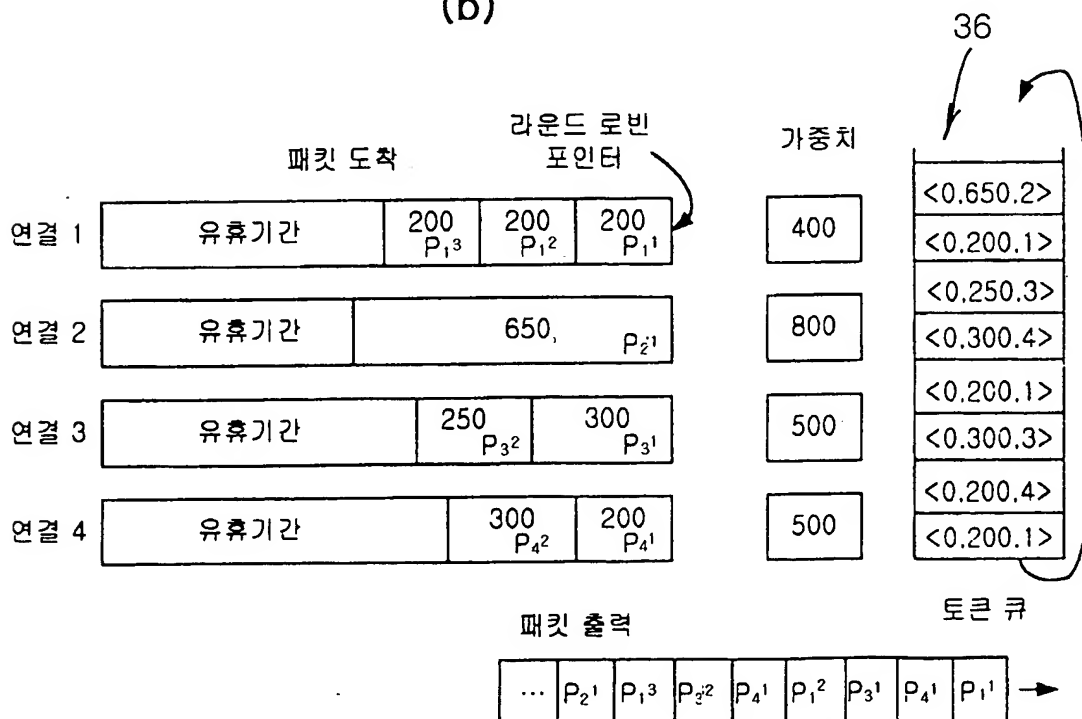 (b)
36
라운드 로빈
포인터
가중치
패킷 도착
연결 1
유휴기간
200 P₁³
200 P₁²
200 P₁¹
400
연결 2
유휴기간
650, P₂¹
800
연결 3
유휴기간
250 P₃²
300 P₃¹
500
연결 4
유휴기간
300 P₄²
200 P₄¹
500
<0.650.2>
<0.200.1>
<0.250.3>
<0.300.4>
<0.200.1>
<0.300.3>
<0.200.4>
<0.200.1>
토큰 큐
패킷 출력
... P₂¹ P₁³ P₃² P₄¹ P₁² P₃¹ P₄¹ P₁¹